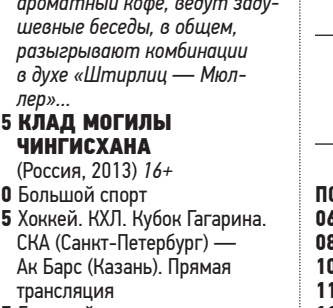 ароматный кофе, ведут заду-
шевные беседы, в общем,
разыгрывают комбинации
в духе «Штирлиц — Мюл-
лер»...
5 КЛАД МОГИЛЫ
ЧИНГИСХАНА
(Россия, 2013) 16+
0 Большой спорт
5 Хоккей. КХЛ. Кубок Гагарина.
СКА (Санкт-Петербург) —
Ак Барс (Казань). Прямая
трансляция
ПО
06
08
10
11